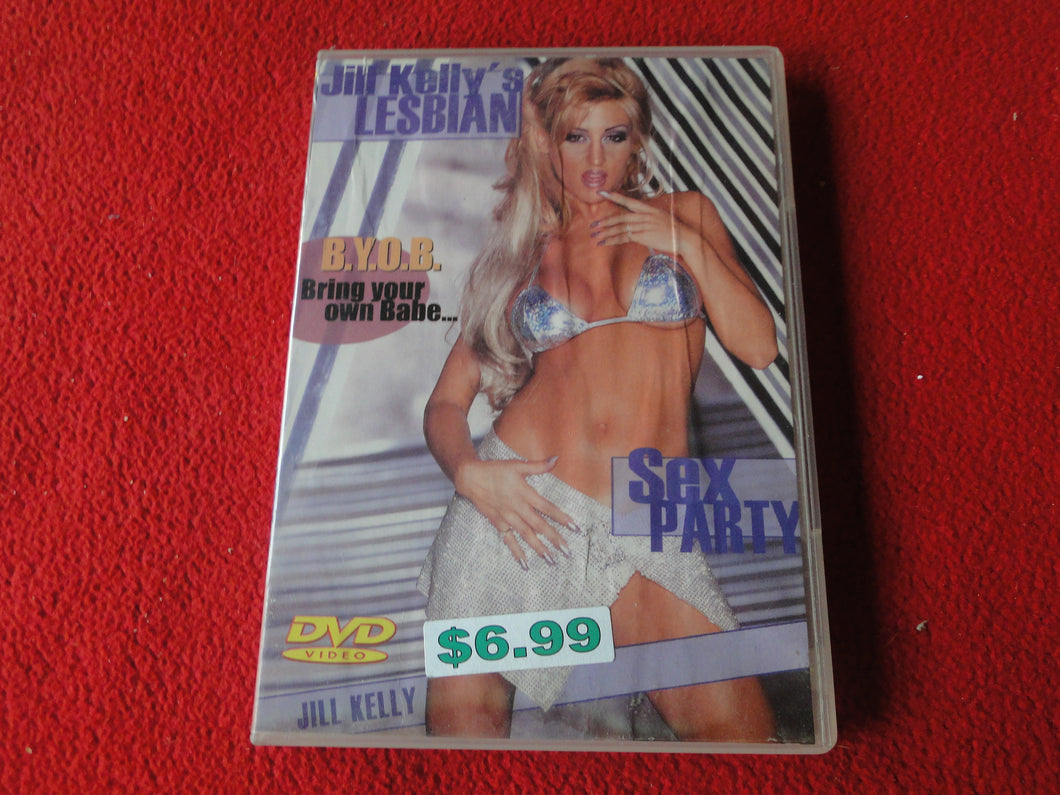 Jill Kelly's
LESBIAN
B.Y.O.B.
Bring your
own Babe...
Sex
PARTY
DVD
VIDEO
$6.99
JILL KELLY